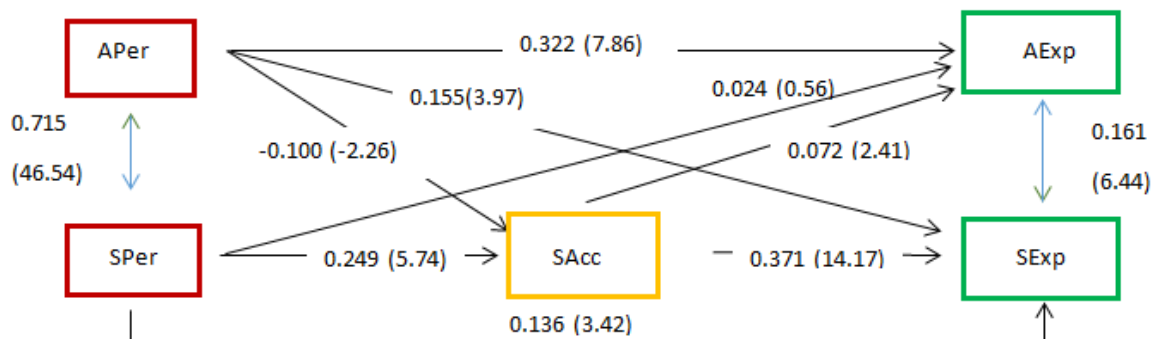 APer
0.322 (7.86)
AExp
0.155(3.97)
0.024 (0.56)
0.715
(46.54)
-0.100 (-2.26)
0.072 (2.41)
0.161
(6.44)
SPer
0.249 (5.74)
SAcc
0.371 (14.17)
SExp
0.136 (3.42)